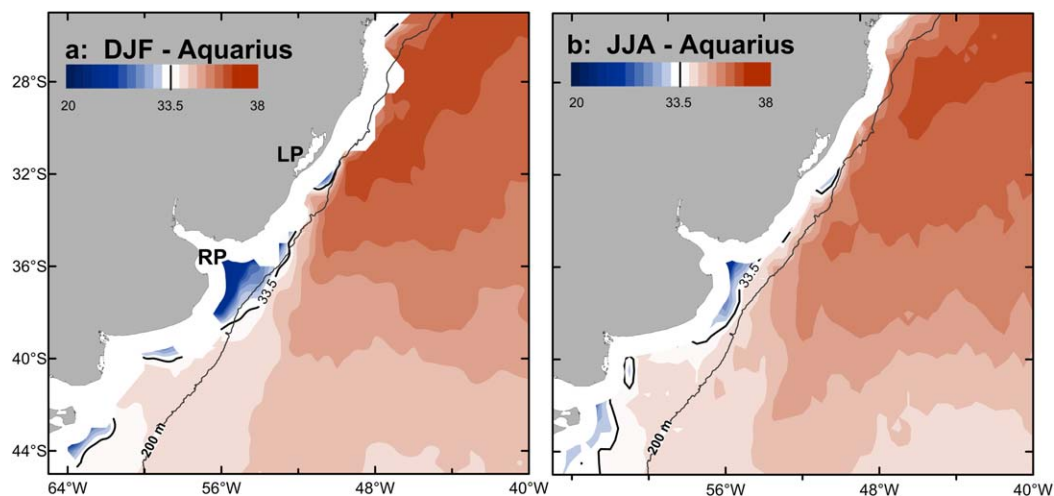 a: DJF - Aquarius
20 33.5 38
28°S
32°S
36°S
40°S
44°S
LP
RP
33.5
200 m
64°W 56°W 48°W 40°W
b: JJA - Aquarius
20 33.5 38
33.5
200 m
56°W 48°W 40°W